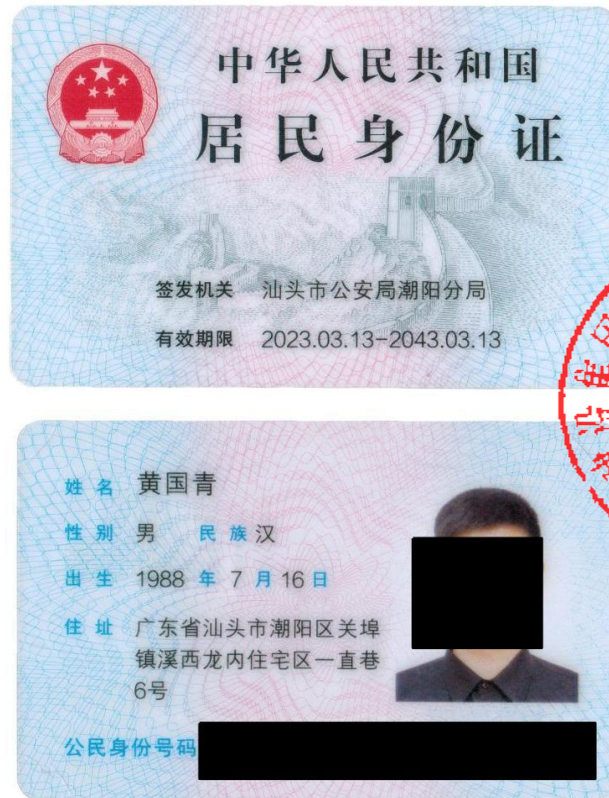 中华人民共和国
居民身份证
签发机关 汕头市公安局潮阳分局
有效期限 2023.03.13-2043.03.13
姓名 黄国青
性别 男 民族 汉
出生 1988 年 7 月 16 日
住址 广东省汕头市潮阳区关埠
镇溪西龙内住宅区一直巷
6号
公民身份号码